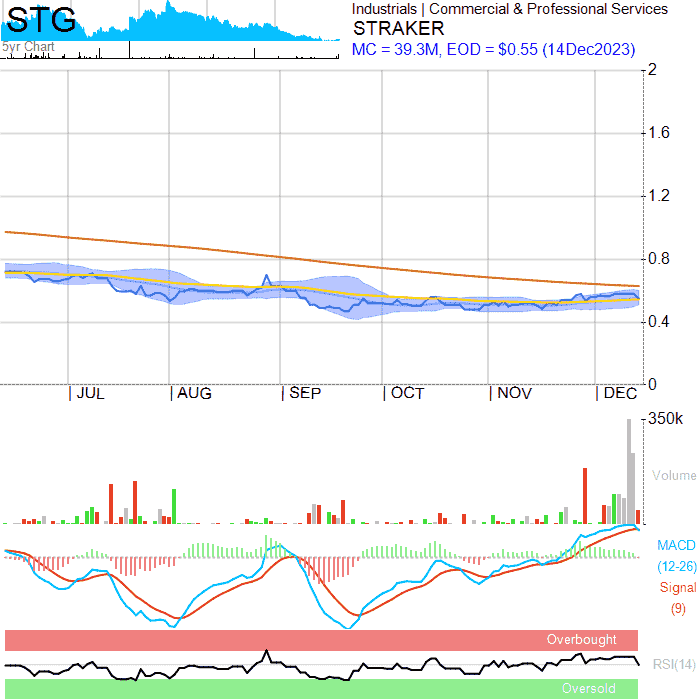 STG
5yr Chart
Industrials | Commercial & Professional Services
STRAKER
MC = 39.3M, EOD = $0.55 (14Dec2023)
2
1.6
1.2
0.8
0.4
0
| JUL | AUG | SEP | OCT | NOV | DEC
350k
Volume
MACD
(12-26)
Signal
(9)
Overbought
RSI(14)
Oversold